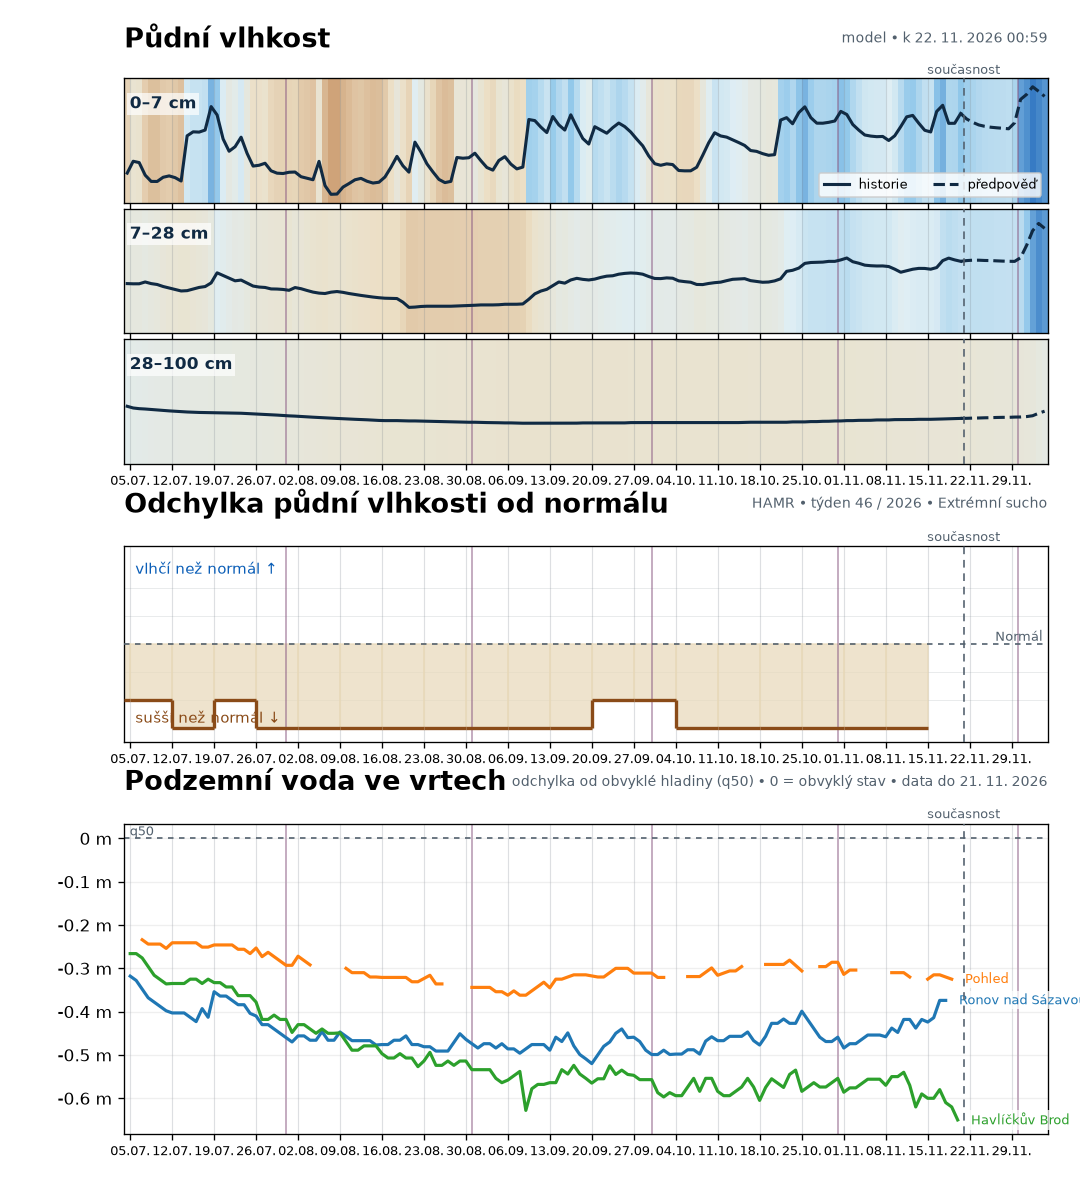 Půdní vlhkost
model • k 22. 11. 2026 00:59
současnost
0–7 cm
historie
předpověď
7–28 cm
28–100 cm
05.07. 12.07. 19.07. 26.07. 02.08. 09.08. 16.08. 23.08. 30.08. 06.09. 13.09. 20.09. 27.09. 04.10. 11.10. 18.10. 25.10. 01.11. 08.11. 15.11. 22.11. 29.11.
Odchylka půdní vlhkosti od normálu
HAMR • týden 46 / 2026 • Extrémní sucho
současnost
vlhčí než normál ↑
Normál
sušší než normál ↓
05.07. 12.07. 19.07. 26.07. 02.08. 09.08. 16.08. 23.08. 30.08. 06.09. 13.09. 20.09. 27.09. 04.10. 11.10. 18.10. 25.10. 01.11. 08.11. 15.11. 22.11. 29.11.
Podzemní voda ve vrtech
odchylka od obvyklé hladiny (q50) • 0 = obvyklý stav • data do 21. 11. 2026
současnost
q50
0 m
-0.1 m
-0.2 m
-0.3 m
Pohled
Ronov nad Sázavou
-0.4 m
-0.5 m
-0.6 m
Havlíčkův Brod
05.07. 12.07. 19.07. 26.07. 02.08. 09.08. 16.08. 23.08. 30.08. 06.09. 13.09. 20.09. 27.09. 04.10. 11.10. 18.10. 25.10. 01.11. 08.11. 15.11. 22.11. 29.11.